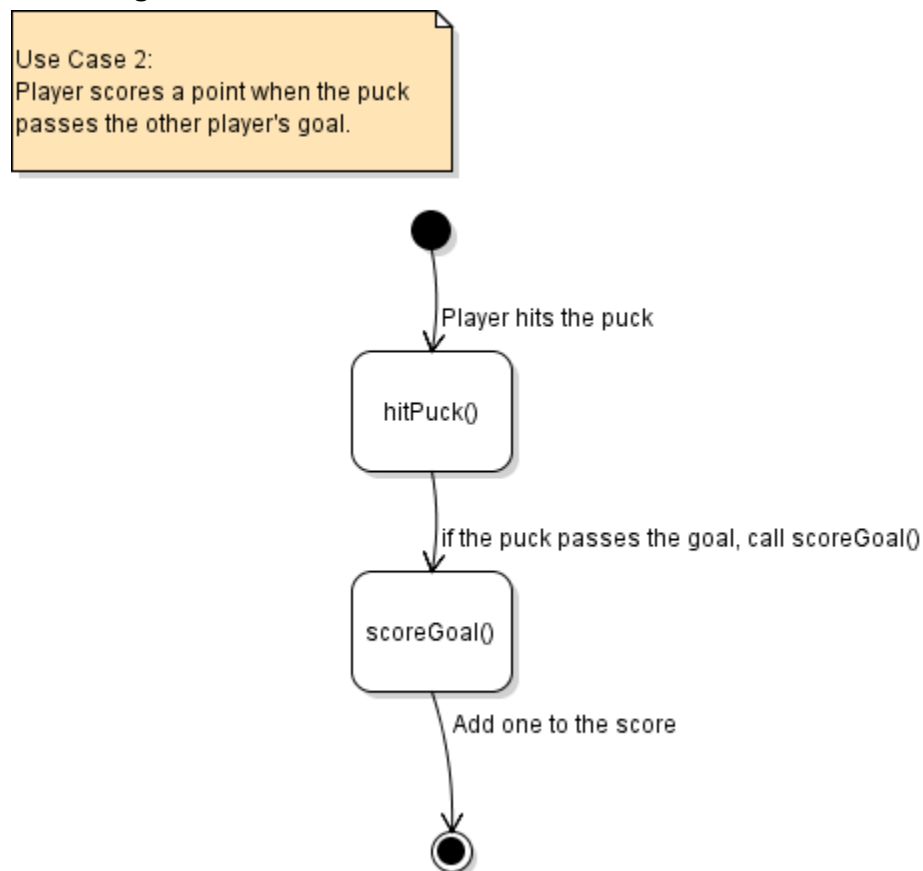 Use Case 2:
Player scores a point when the puck
passes the other player's goal.
Player hits the puck
hitPuck()
if the puck passes the goal, call scoreGoal()
scoreGoal()
Add one to the score